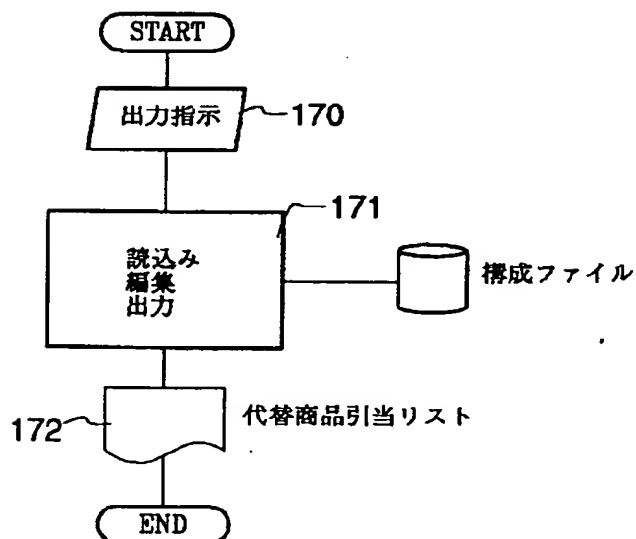 START
出力指示
170
171
読込み
編集
出力
構成ファイル
172
代替商品引当リスト
END